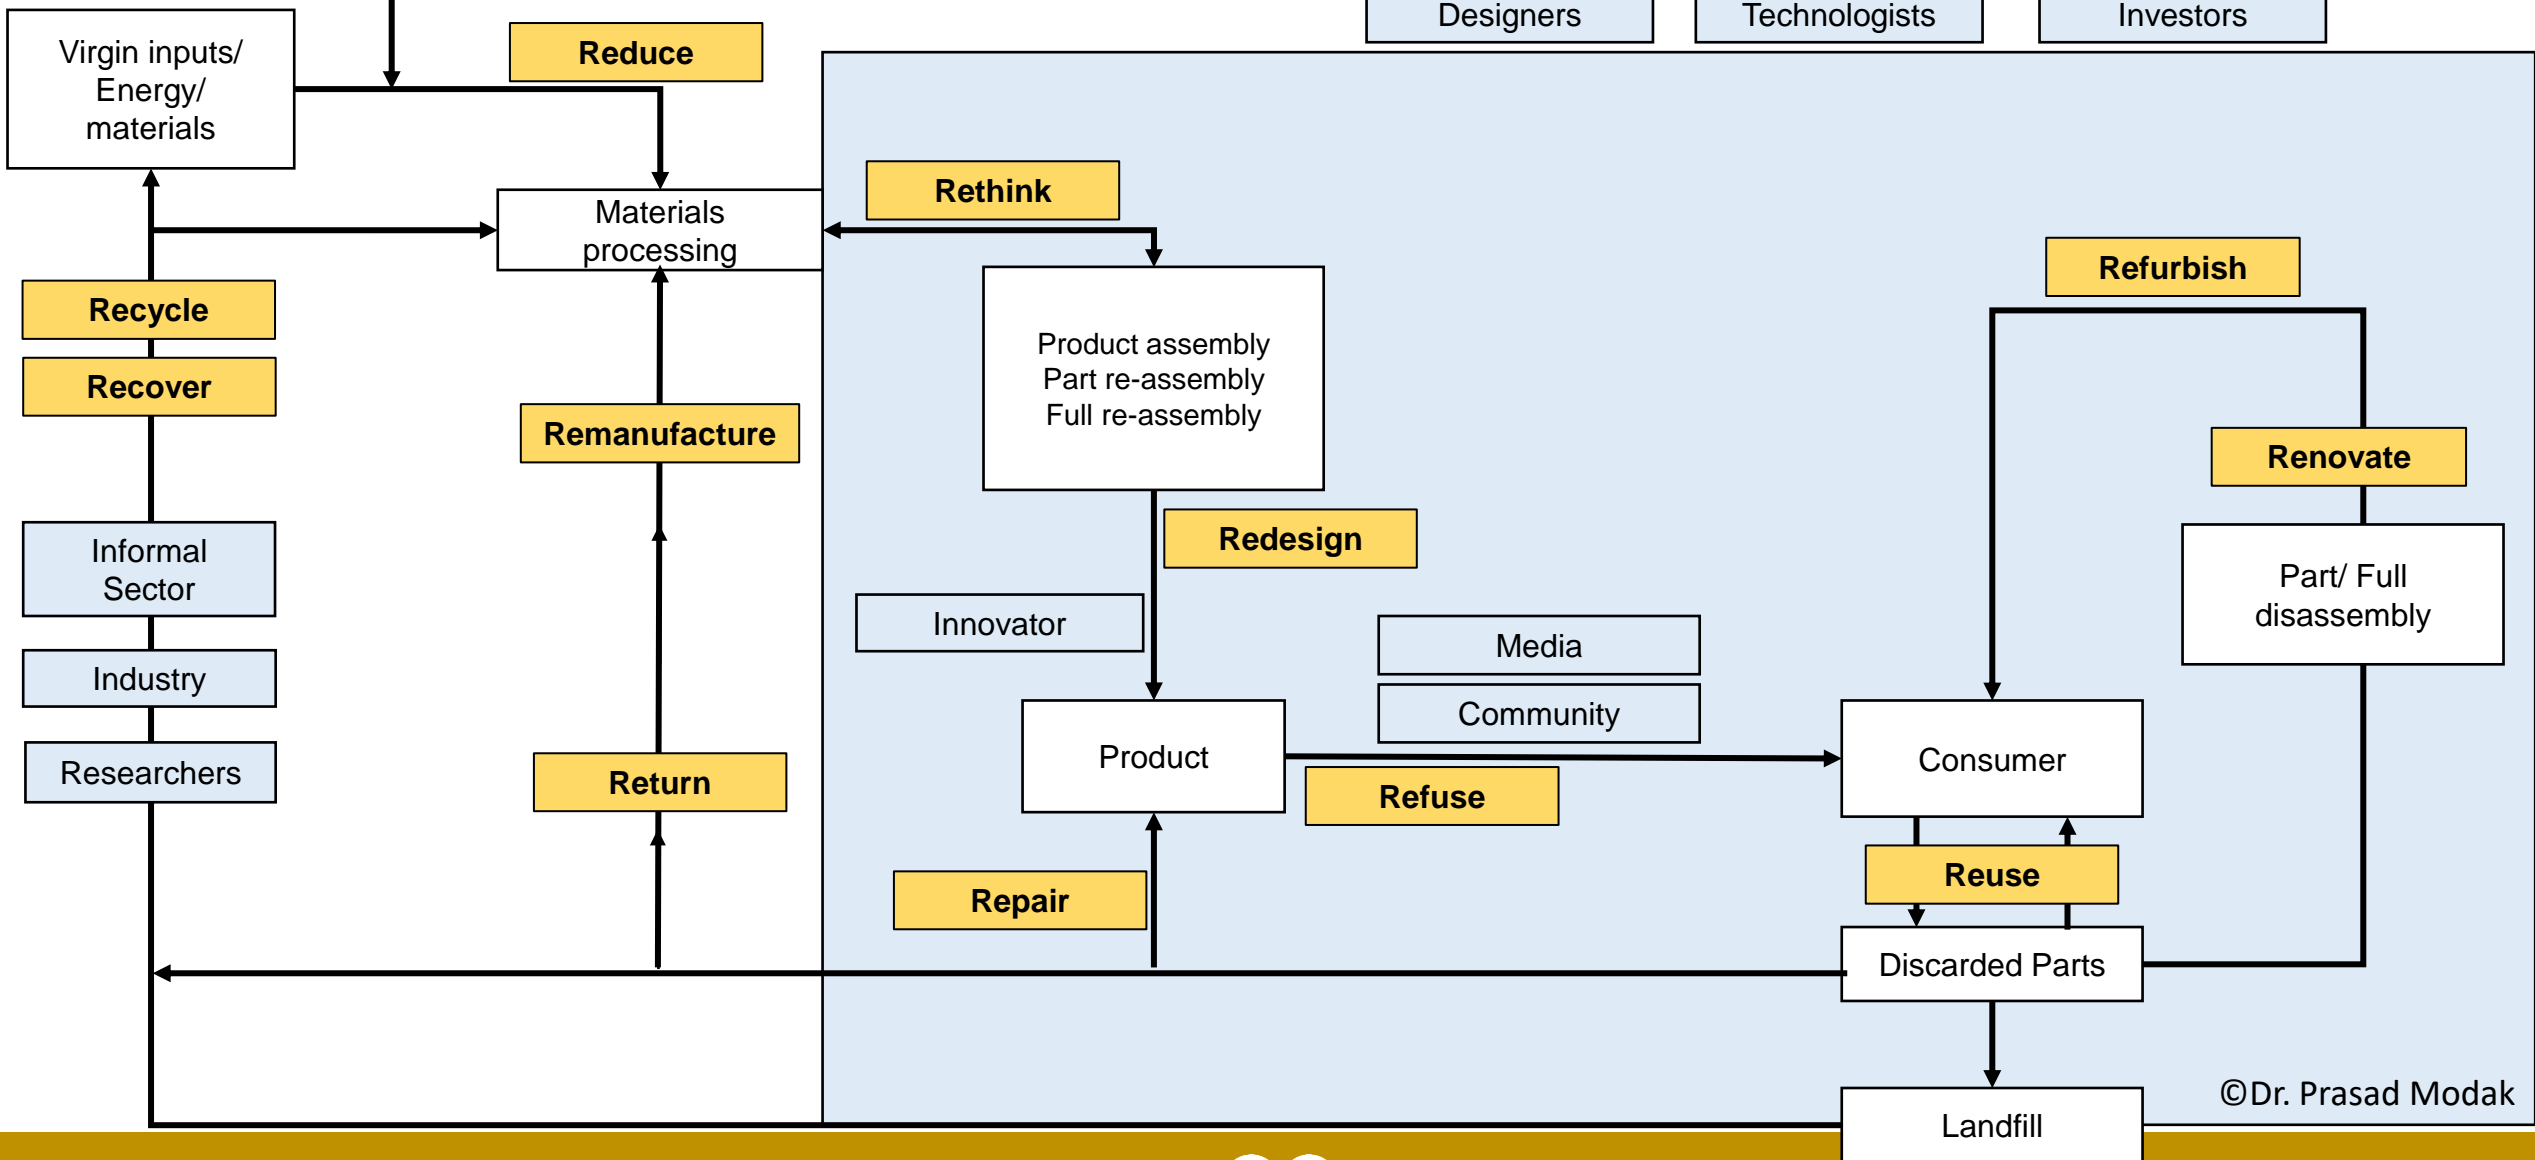 Designers
Technologists
Investors
Virgin inputs/
Energy/
materials
Reduce
Rethink
Materials
processing
Refurbish
Recycle
Recover
Product assembly
Part re-assembly
Full re-assembly
Remanufacture
Renovate
Redesign
Informal
Sector
Part/ Full
disassembly
Innovator
Media
Industry
Community
Researchers
Product
Consumer
Return
Refuse
Reuse
Repair
Discarded Parts
©Dr. Prasad Modak
Landfill